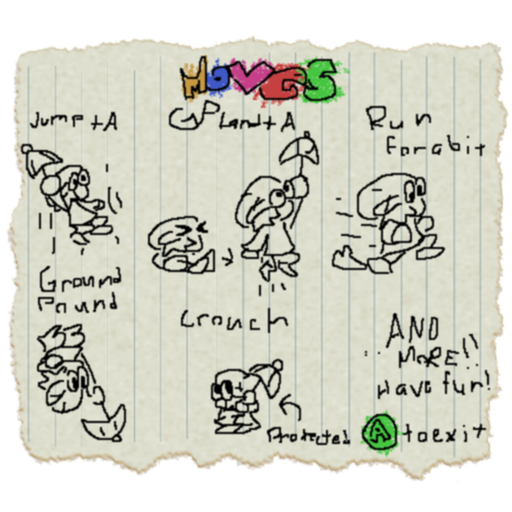 MOVES
Jump + A
GP Land + A
Run
for a bit
Ground
Pound
Crouch
AND
MORE!!
Have fun!
Protected
A to exit